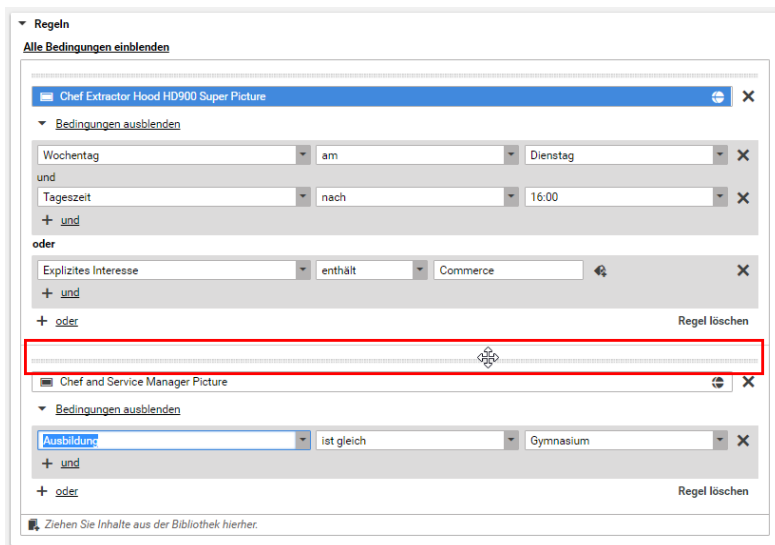 Regeln
Alle Bedingungen einblenden
Chef Extractor Hood HD900 Super Picture
Bedingungen ausblenden
Wochentag am Dienstag
und
Tageszeit nach 16:00
+ und
oder
Explizites Interesse enthält Commerce
+ und
+ oder Regel löschen
Chef and Service Manager Picture
Bedingungen ausblenden
Ausbildung ist gleich Gymnasium
+ und
+ oder Regel löschen
Ziehen Sie Inhalte aus der Bibliothek hierher.